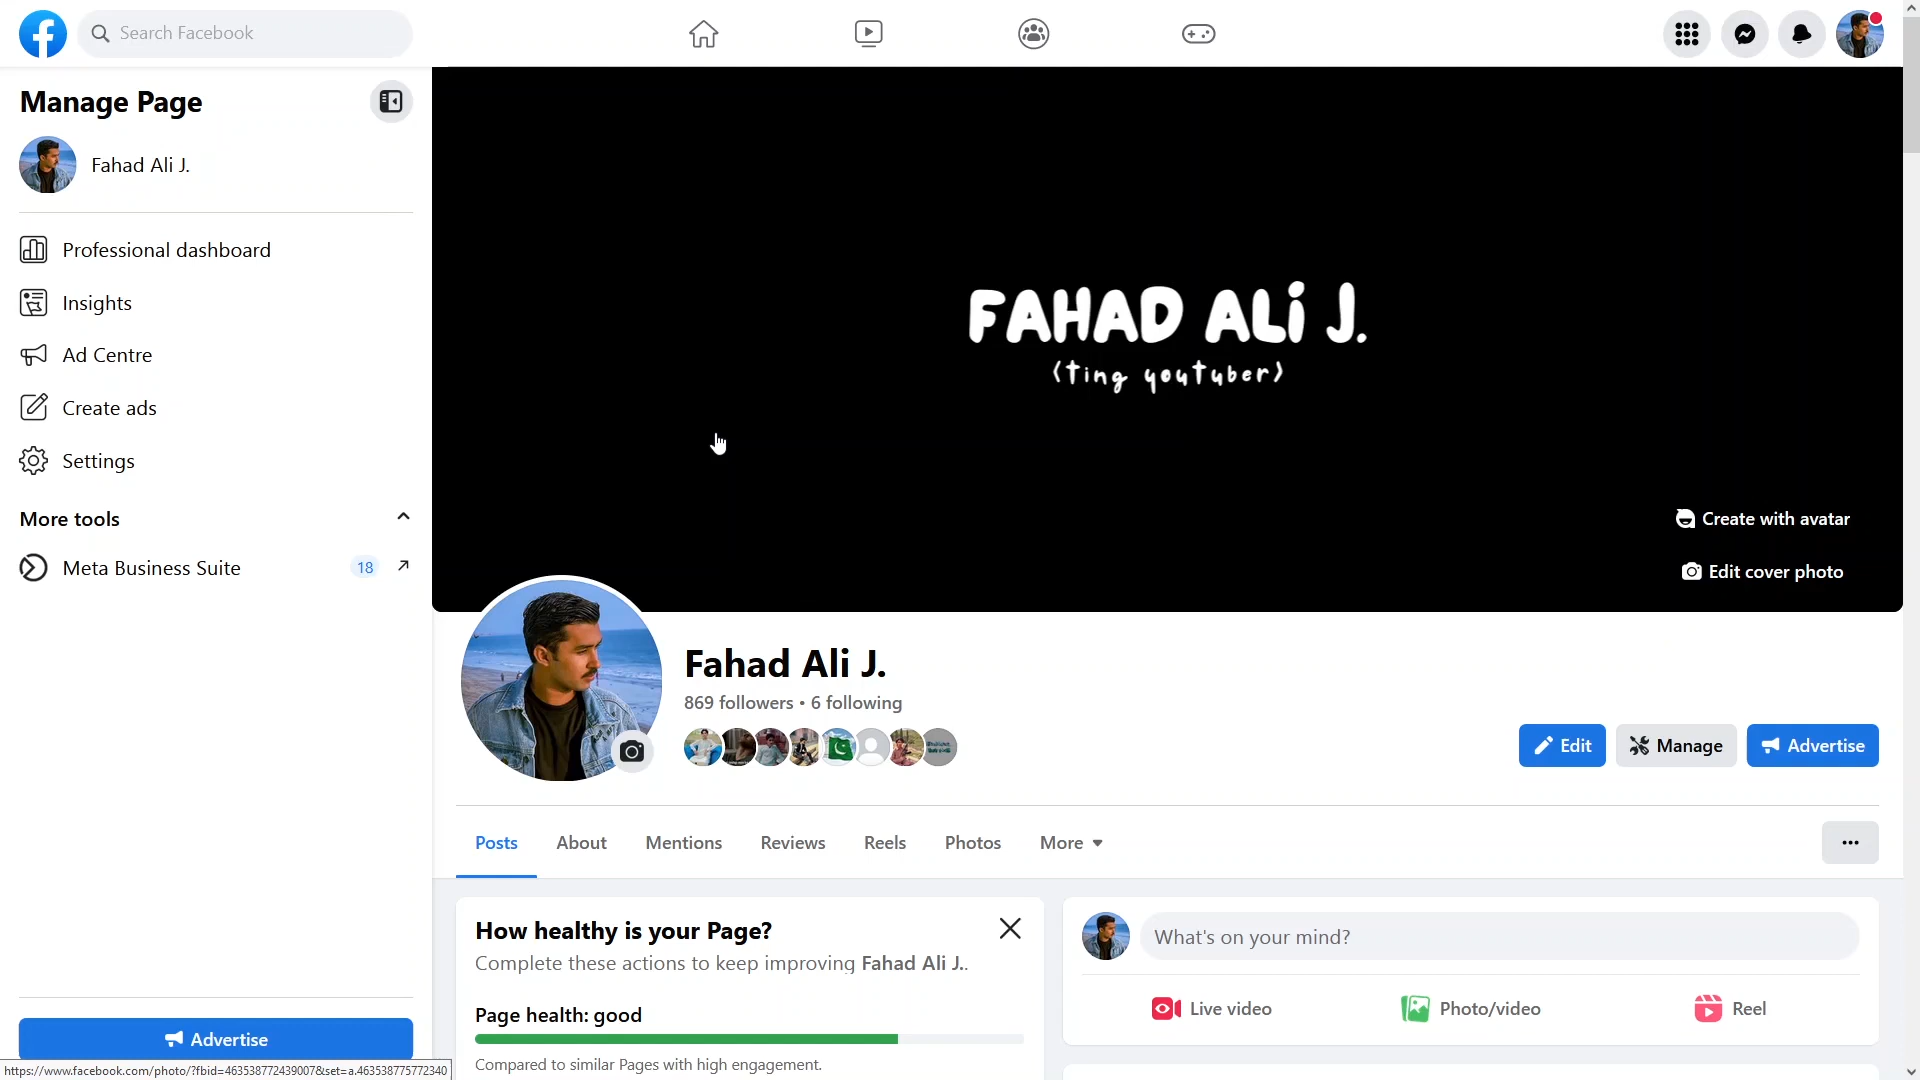 Search Facebook
Manage Page
Fahad Ali J.
Professional dashboard
Insights
Ad Centre
Create ads
Settings
More tools
Meta Business Suite 18
Advertise
https://www.facebook.com/photo/?fbid=463538772439007&set=a.463538775772340
FAHAD ALi J.
(ting youtuber)
Create with avatar
Edit cover photo
Fahad Ali J.
869 followers • 6 following
Edit Manage Advertise
Posts About Mentions Reviews Reels Photos More
How healthy is your Page?
Complete these actions to keep improving Fahad Ali J..
Page health: good
Compared to similar Pages with high engagement.
What's on your mind?
Live video Photo/video Reel